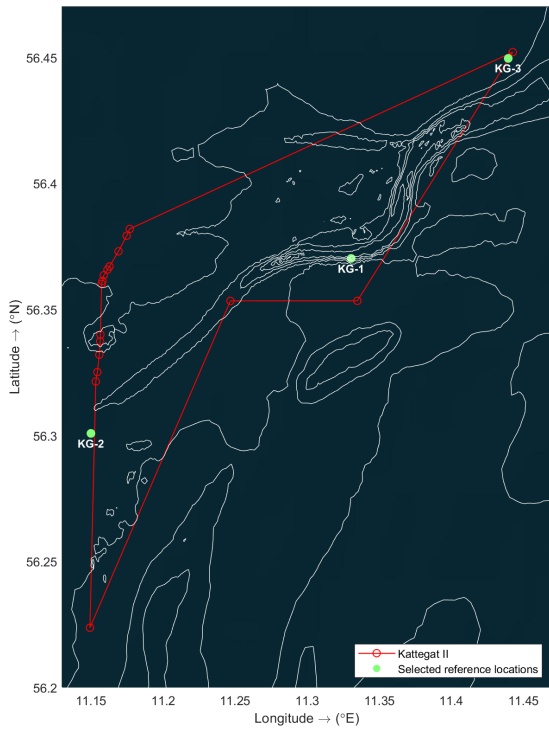 56.45
56.4
56.35
56.3
56.25
56.2
Latitude → (°N)
KG-3
KG-1
KG-2
Kattegat II
Selected reference locations
11.15
11.2
11.25
11.3
11.35
11.4
11.45
Longitude → (°E)